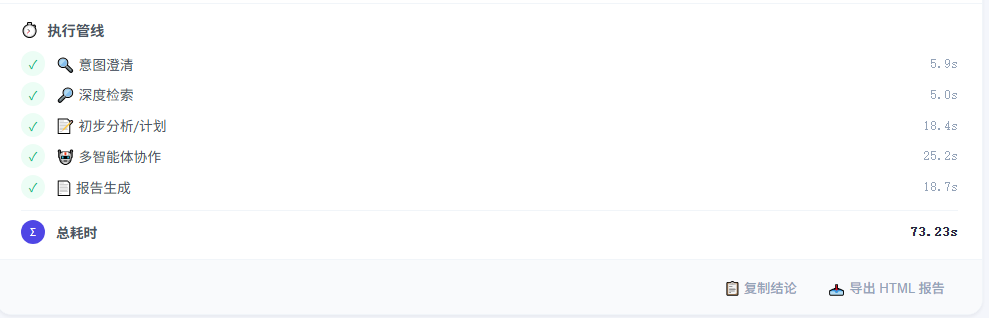 执行管线
✓ 意图澄清 5.9s
✓ 深度检索 5.0s
✓ 初步分析/计划 18.4s
✓ 多智能体协作 25.2s
✓ 报告生成 18.7s
Σ 总耗时 73.23s
复制结论 导出 HTML 报告